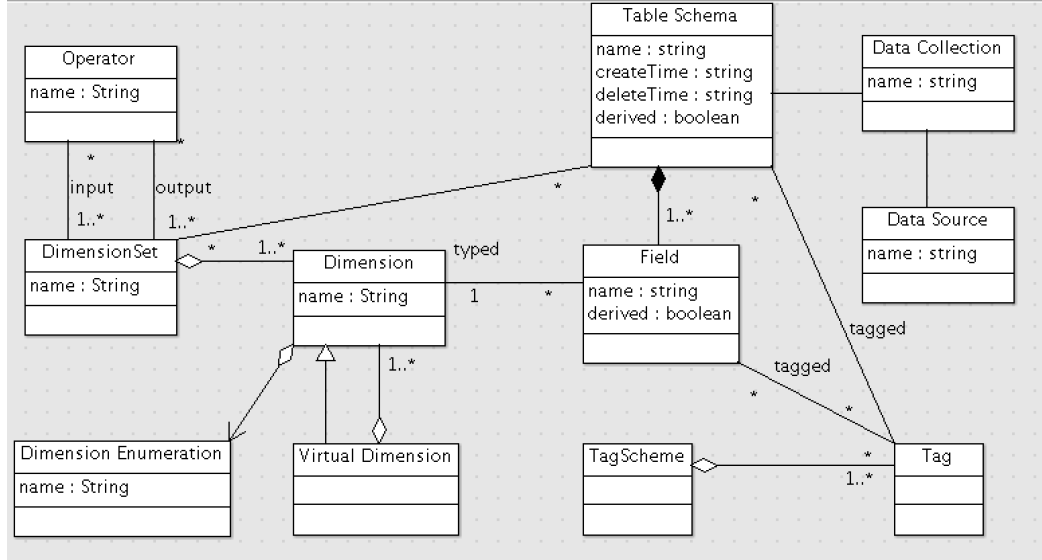 Table Schema
name : string
createTime : string
deleteTime : string
derived : boolean
Operator
name : String
Data Collection
name : string
*
*
input
output
1..*
1..*
*
1..*
*
DimensionSet
name : String
*
1..*
Data Source
name : string
Dimension
name : String
typed
1
*
Field
name : string
derived : boolean
tagged
1..*
tagged
*
*
Dimension Enumeration
name : String
Virtual Dimension
TagScheme
*
1..*
Tag